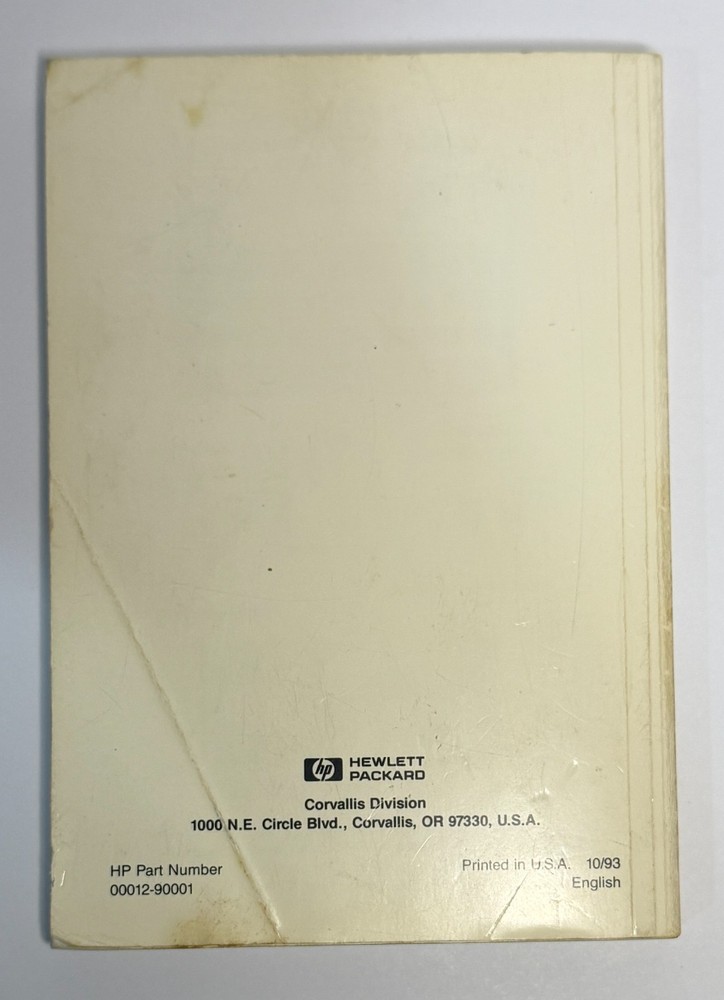 hp HEWLETT
PACKARD
Corvallis Division
1000 N.E. Circle Blvd., Corvallis, OR 97330, U.S.A.
HP Part Number
00012-90001
Printed in U.S.A. 10/93
English